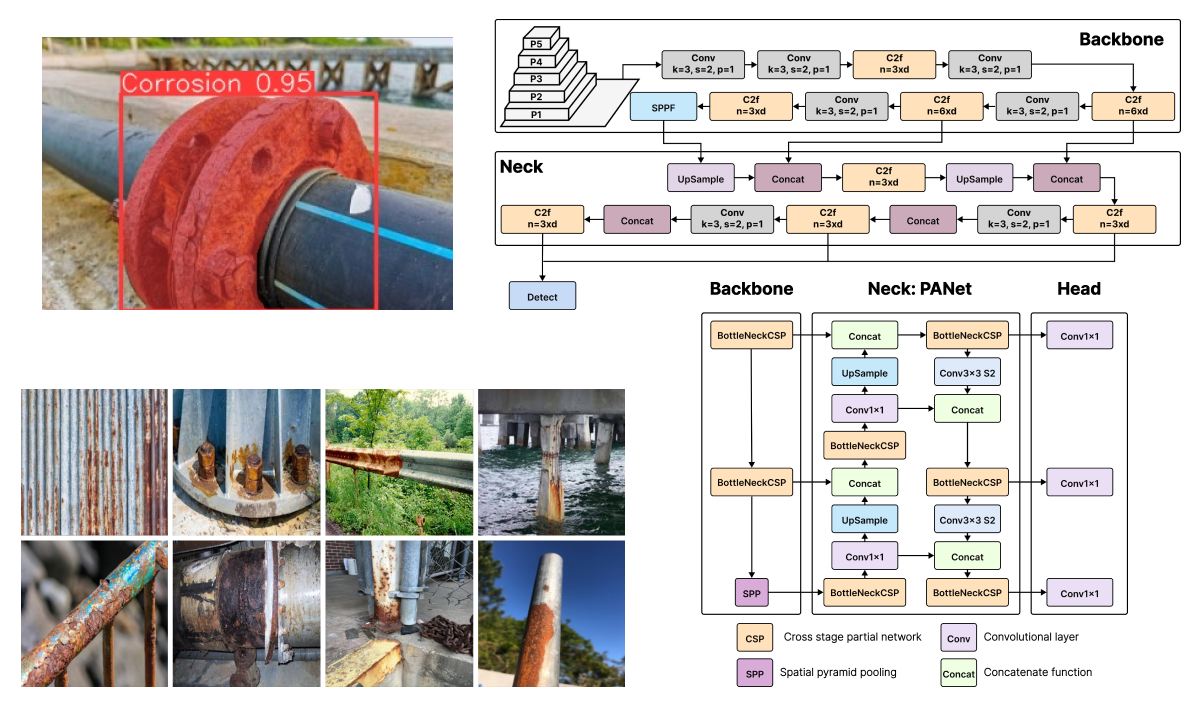 Corrosion 0.95
Backbone
P5
P4
P3
P2
P1
Conv
k=3, s=2, p=1
Conv
k=3, s=2, p=1
C2f
n=3xd
Conv
k=3, s=2, p=1
SPPF
C2f
n=3xd
Conv
k=3, s=2, p=1
C2f
n=6xd
Conv
k=3, s=2, p=1
C2f
n=6xd
Neck
UpSample
Concat
C2f
n=3xd
UpSample
Concat
C2f
n=3xd
Concat
Conv
k=3, s=2, p=1
C2f
n=3xd
Concat
Conv
k=3, s=2, p=1
C2f
n=3xd
Detect
Backbone
Neck: PANet
Head
BottleNeckCSP
Concat
BottleNeckCSP
Conv1×1
UpSample
Conv3×3 S2
Conv1×1
Concat
BottleNeckCSP
BottleNeckCSP
Concat
BottleNeckCSP
Conv1×1
UpSample
Conv3×3 S2
Conv1×1
Concat
SPP
BottleNeckCSP
BottleNeckCSP
Conv1×1
CSP
Cross stage partial network
Conv
Convolutional layer
SPP
Spatial pyramid pooling
Concat
Concatenate function